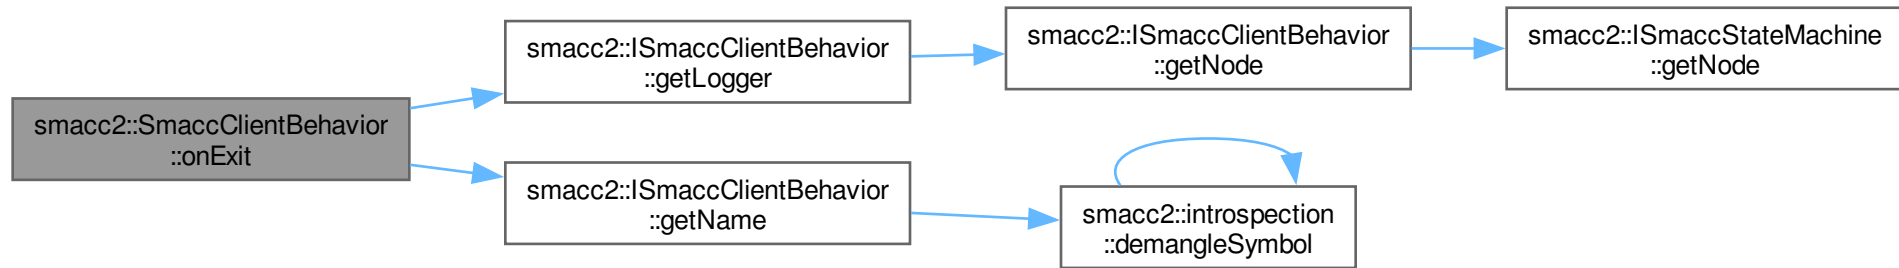 smacc2::SmaccClientBehavior
::onExit
smacc2::ISmaccClientBehavior
::getLogger
smacc2::ISmaccClientBehavior
::getNode
smacc2::ISmaccStateMachine
::getNode
smacc2::ISmaccClientBehavior
::getName
smacc2::introspection
::demangleSymbol